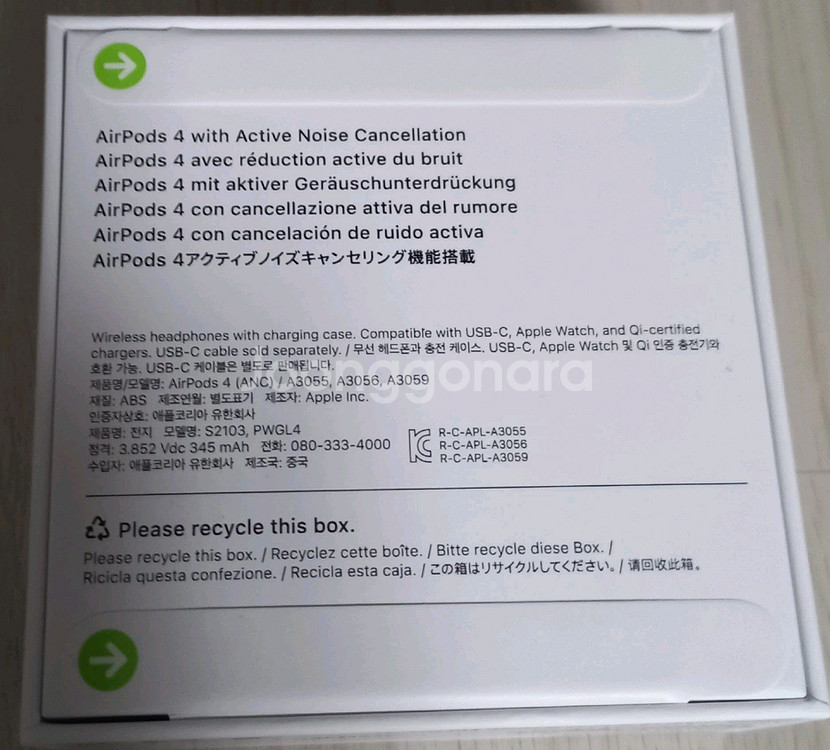 AirPods 4 with Active Noise Cancellation
AirPods 4 avec réduction active du bruit
AirPods 4 mit aktiver Geräuschunterdrückung
AirPods 4 con cancellazione attiva del rumore
AirPods 4 con cancelación de ruido activa
AirPods 4アクティブノイズキャンセリング機能搭載
Wireless headphones with charging case. Compatible with USB-C, Apple Watch, and Qi-certified
chargers. USB-C cable sold separately. / 무선 헤드폰과 충전 케이스. USB-C, Apple Watch 및 Qi 인증 충전기와
호환 가능. USB-C 케이블은 별도로 판매됩니다.
joonggonara
제품명/모델명: AirPods 4 (ANC) / A3055, A3056, A3059
재질: ABS 제조연월: 별도표기 제조자: Apple Inc.
인증자상호: 애플코리아 유한회사
제품명: 전지 모델명: S2103, PWGL4
정격: 3.852 Vdc 345 mAh 전화: 080-333-4000
수입자: 애플코리아 유한회사 제조국: 중국
R-C-APL-A3055
R-C-APL-A3056
R-C-APL-A3059
Please recycle this box.
Please recycle this box. / Recyclez cette boîte. / Bitte recycle diese Box. /
Ricicla questa confezione. / Recicla esta caja. / この箱はリサイクルしてください。/ 请回收此箱。